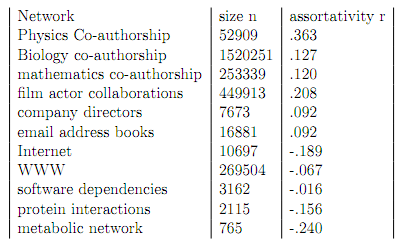 Network size n assortativity r
Physics Co-authorship 52909 .363
Biology co-authorship 1520251 .127
mathematics co-authorship 253339 .120
film actor collaborations 449913 .208
company directors 7673 .092
email address books 16881 .092
Internet 10697 -.189
WWW 269504 -.067
software dependencies 3162 -.016
protein interactions 2115 -.156
metabolic network 765 -.240